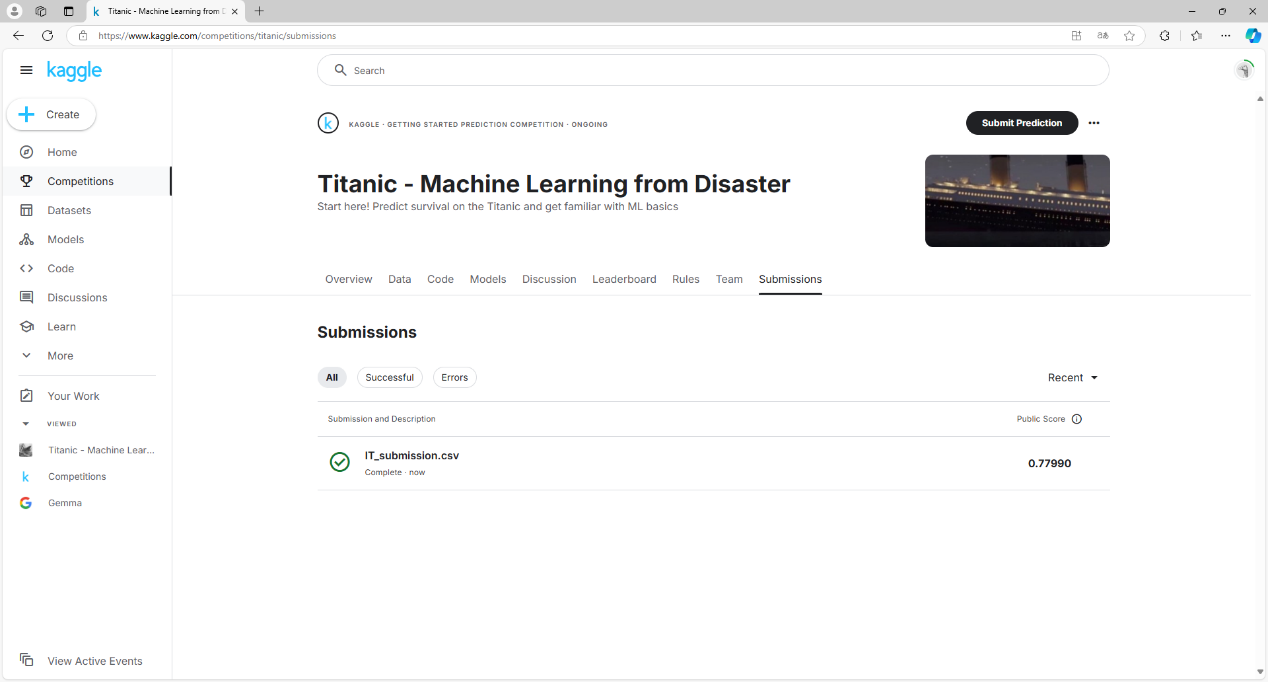 Titanic - Machine Learning from D
https://www.kaggle.com/competitions/titanic/submissions
kaggle
Search
Create
Home
Competitions
Datasets
Models
Code
Discussions
Learn
More
Your Work
VIEWED
Titanic - Machine Lear...
Competitions
Gemma
View Active Events
KAGGLE · GETTING STARTED PREDICTION COMPETITION · ONGOING
Submit Prediction
Titanic - Machine Learning from Disaster
Start here! Predict survival on the Titanic and get familiar with ML basics
Overview Data Code Models Discussion Leaderboard Rules Team Submissions
Submissions
All Successful Errors Recent
Submission and Description Public Score
IT_submission.csv
Complete · now
0.77990